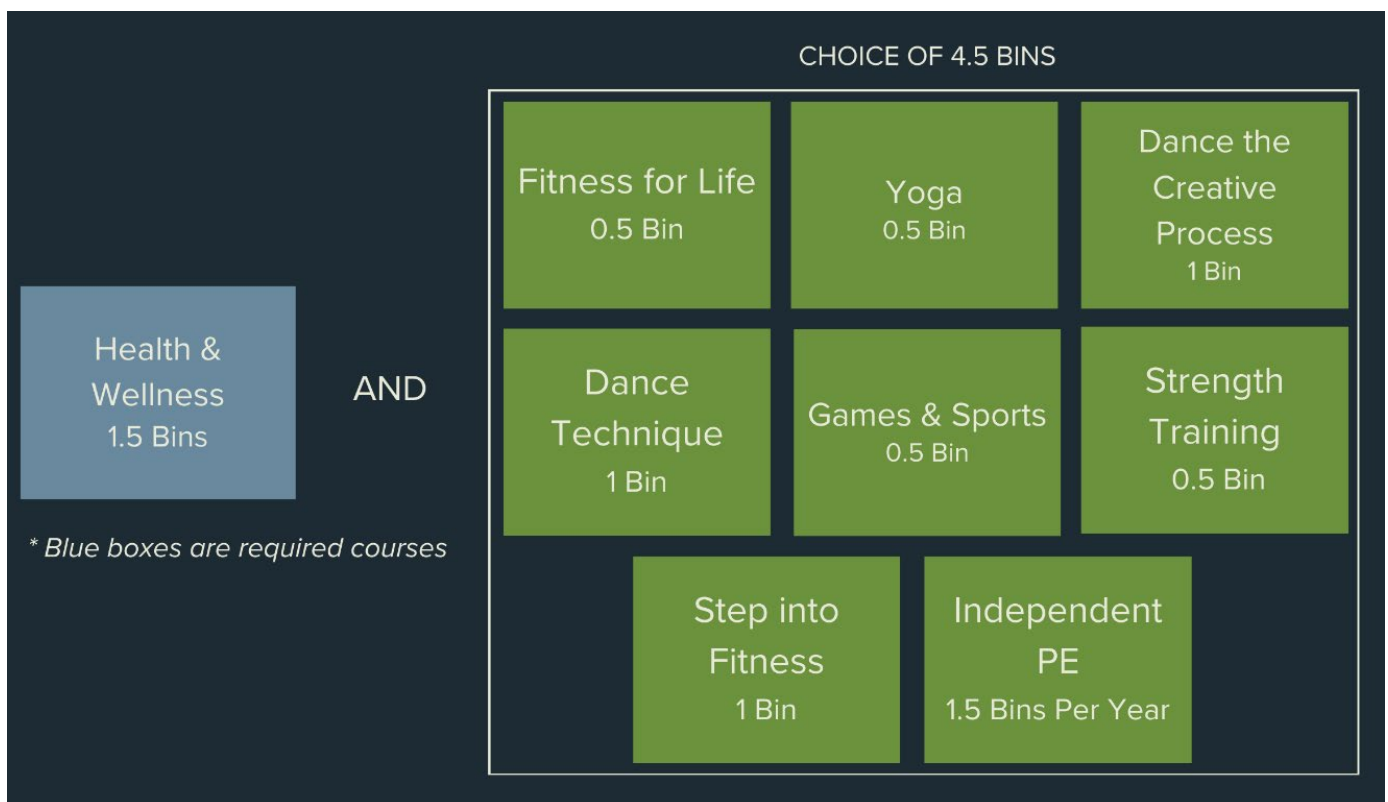 CHOICE OF 4.5 BINS
Health &
Wellness
1.5 Bins
AND
* Blue boxes are required courses
Fitness for Life
0.5 Bin
Yoga
0.5 Bin
Dance the
Creative
Process
1 Bin
Dance
Technique
1 Bin
Games & Sports
0.5 Bin
Strength
Training
0.5 Bin
Step into
Fitness
1 Bin
Independent
PE
1.5 Bins Per Year